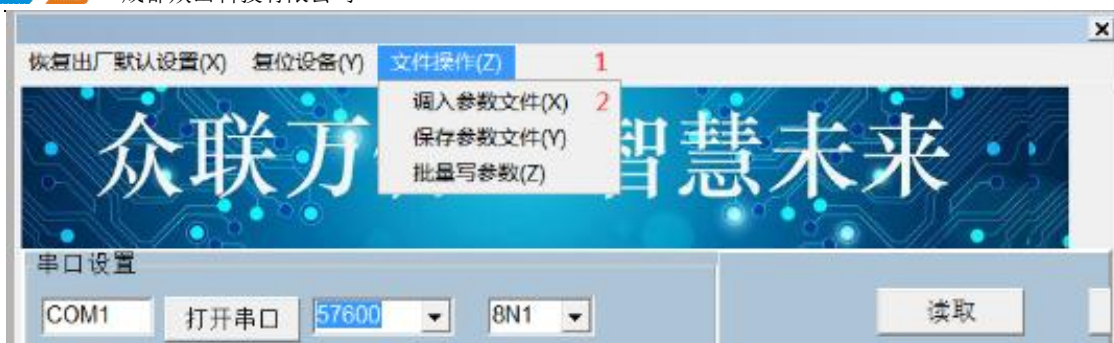 恢复出厂默认设置(X) 复位设备(Y) 文件操作(Z) 1
调入参数文件(X) 2
保存参数文件(Y)
批量写参数(Z)
众联万 智慧未来
串口设置
COM1 打开串口 57600 8N1 读取